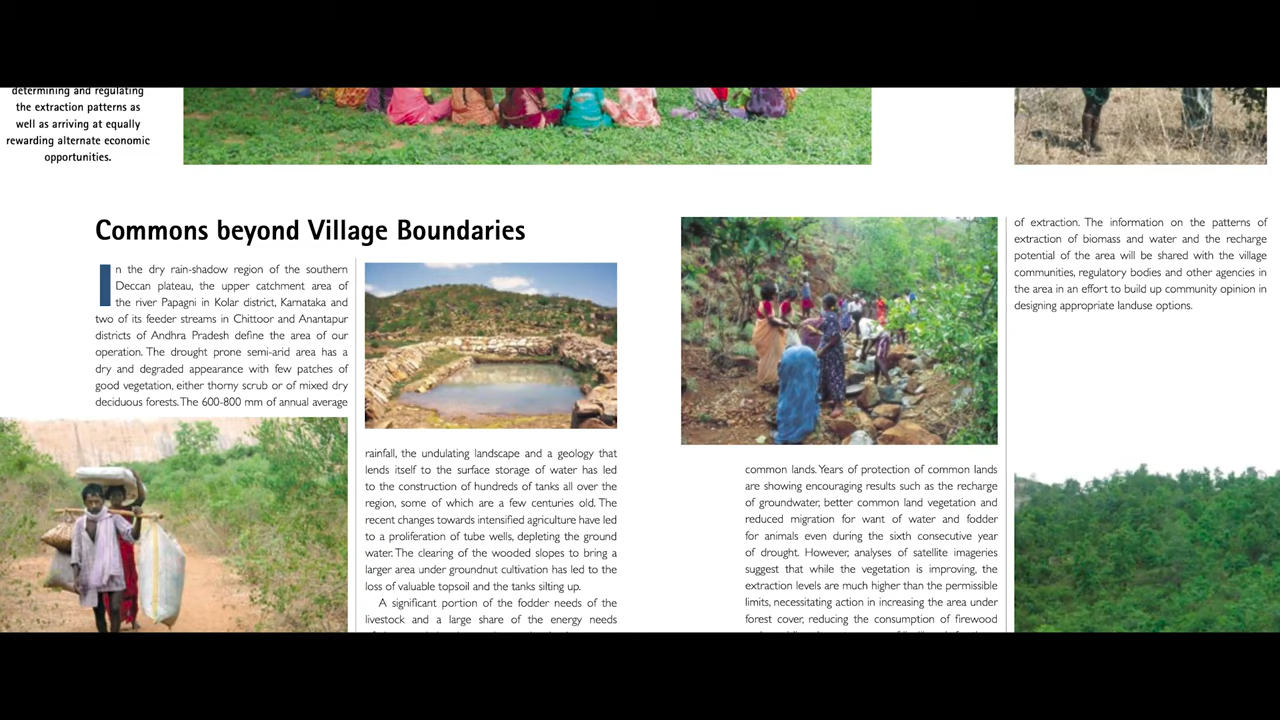 determining and regulating
the extraction patterns as
well as arriving at equally
rewarding alternate economic
opportunities.
Commons beyond Village Boundaries
In the dry rain-shadow region of the southern
Deccan plateau, the upper catchment area of
the river Papagni in Kolar district, Karnataka and
two of its feeder streams in Chittoor and Anantapur
districts of Andhra Pradesh define the area of our
operation. The drought prone semi-arid area has a
dry and degraded appearance with few patches of
good vegetation, either thorny scrub or of mixed dry
deciduous forests. The 600-800 mm of annual average
rainfall, the undulating landscape and a geology that
lends itself to the surface storage of water has led
to the construction of hundreds of tanks all over the
region, some of which are a few centuries old. The
recent changes towards intensified agriculture have led
to a proliferation of tube wells, depleting the ground
water. The clearing of the wooded slopes to bring a
larger area under groundnut cultivation has led to the
loss of valuable topsoil and the tanks silting up.
A significant portion of the fodder needs of the
livestock and a large share of the energy needs
common lands. Years of protection of common lands
are showing encouraging results such as the recharge
of groundwater, better common land vegetation and
reduced migration for want of water and fodder
for animals even during the sixth consecutive year
of drought. However, analyses of satellite imageries
suggest that while the vegetation is improving, the
extraction levels are much higher than the permissible
limits, necessitating action in increasing the area under
forest cover, reducing the consumption of firewood
of extraction. The information on the patterns of
extraction of biomass and water and the recharge
potential of the area will be shared with the village
communities, regulatory bodies and other agencies in
the area in an effort to build up community opinion in
designing appropriate landuse options.